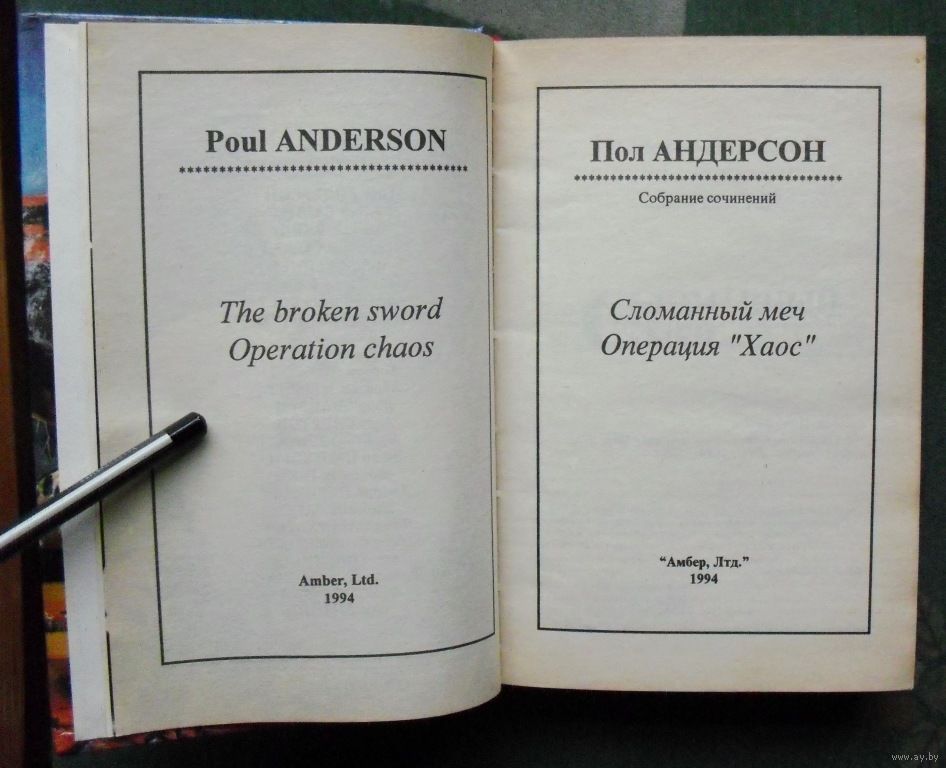 Poul ANDERSON
***********************************
The broken sword
Operation chaos
Amber, Ltd.
1994
Пол АНДЕРСОН
***********************************
Собрание сочинений
Сломанный меч
Операция "Хаос"
“Амбер, Лтд.”
1994
www.ay.by